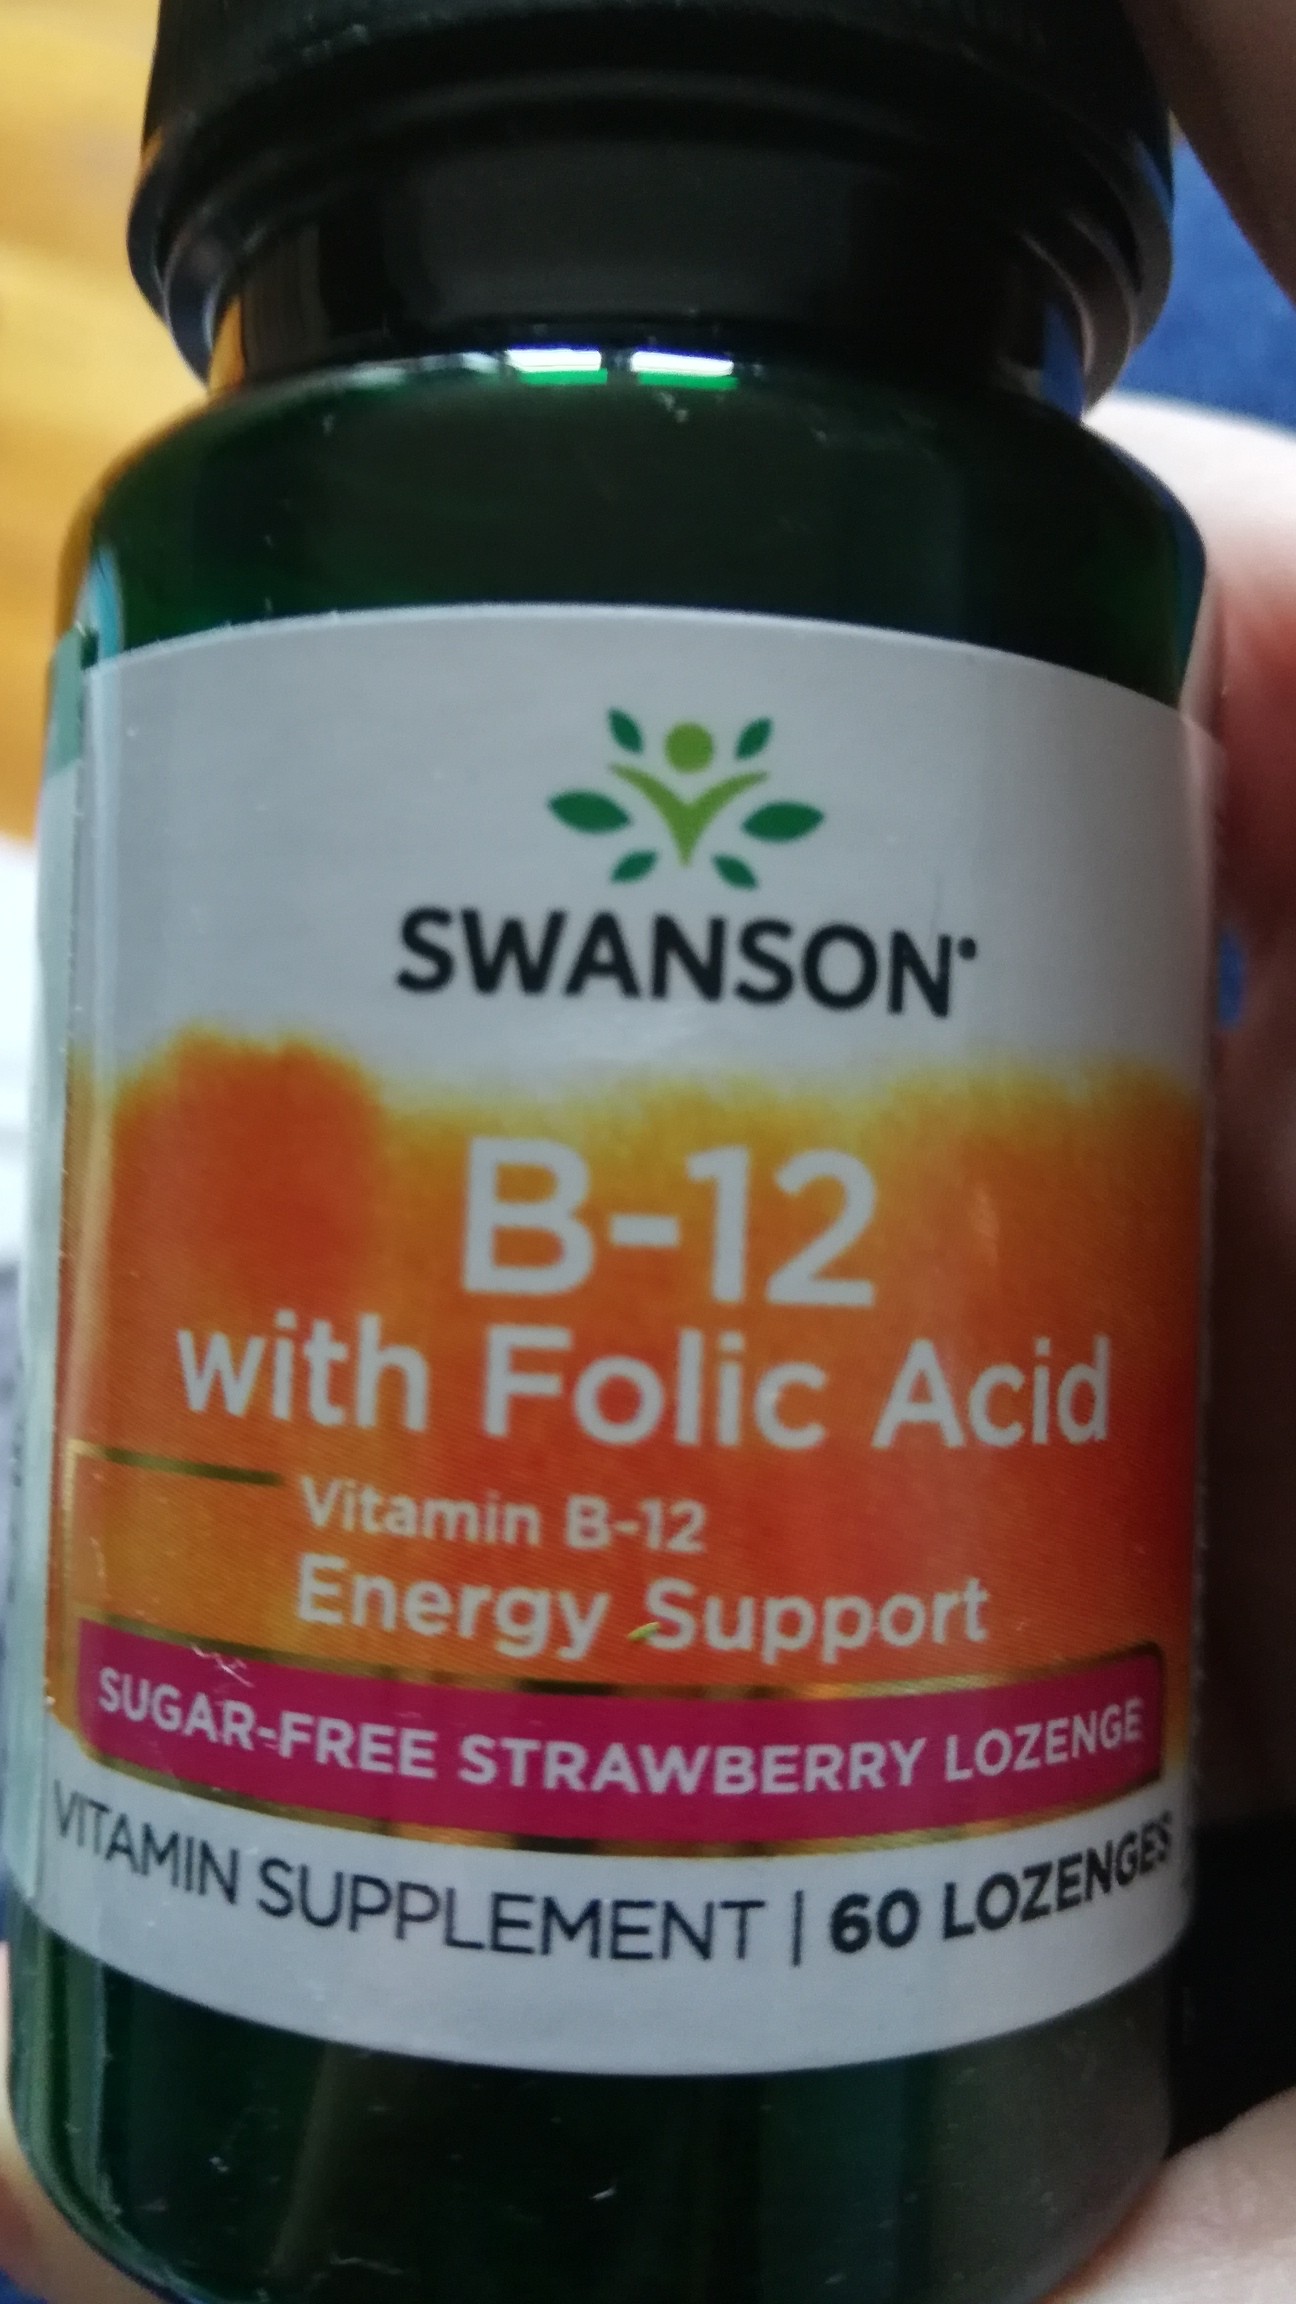 SWANSON
B-12
with Folic Acid
Vitamin B-12
Energy Support
SUGAR-FREE STRAWBERRY LOZENGE
VITAMIN SUPPLEMENT | 60 LOZENGES